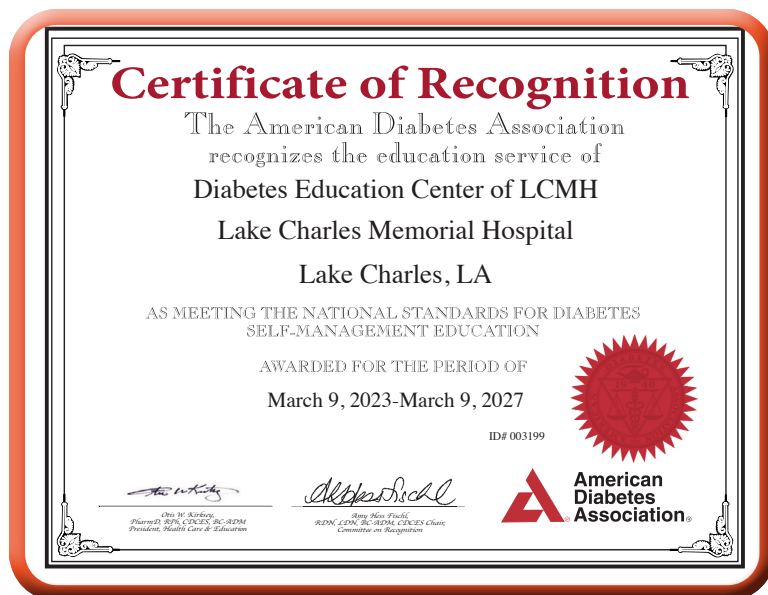 Certificate of Recognition
The American Diabetes Association
recognizes the education service of
Diabetes Education Center of LCMH
Lake Charles Memorial Hospital
Lake Charles, LA
AS MEETING THE NATIONAL STANDARDS FOR DIABETES
SELF-MANAGEMENT EDUCATION
AWARDED FOR THE PERIOD OF
March 9, 2023-March 9, 2027
ID# 003199
Otis W. Kirksey,
PharmD, RPh, CDCES, BC-ADM
President, Health Care & Education
Amy Hess Fischl,
RDN, LDN, BC-ADM, CDCES Chair,
Committee on Recognition
American
Diabetes
Association®